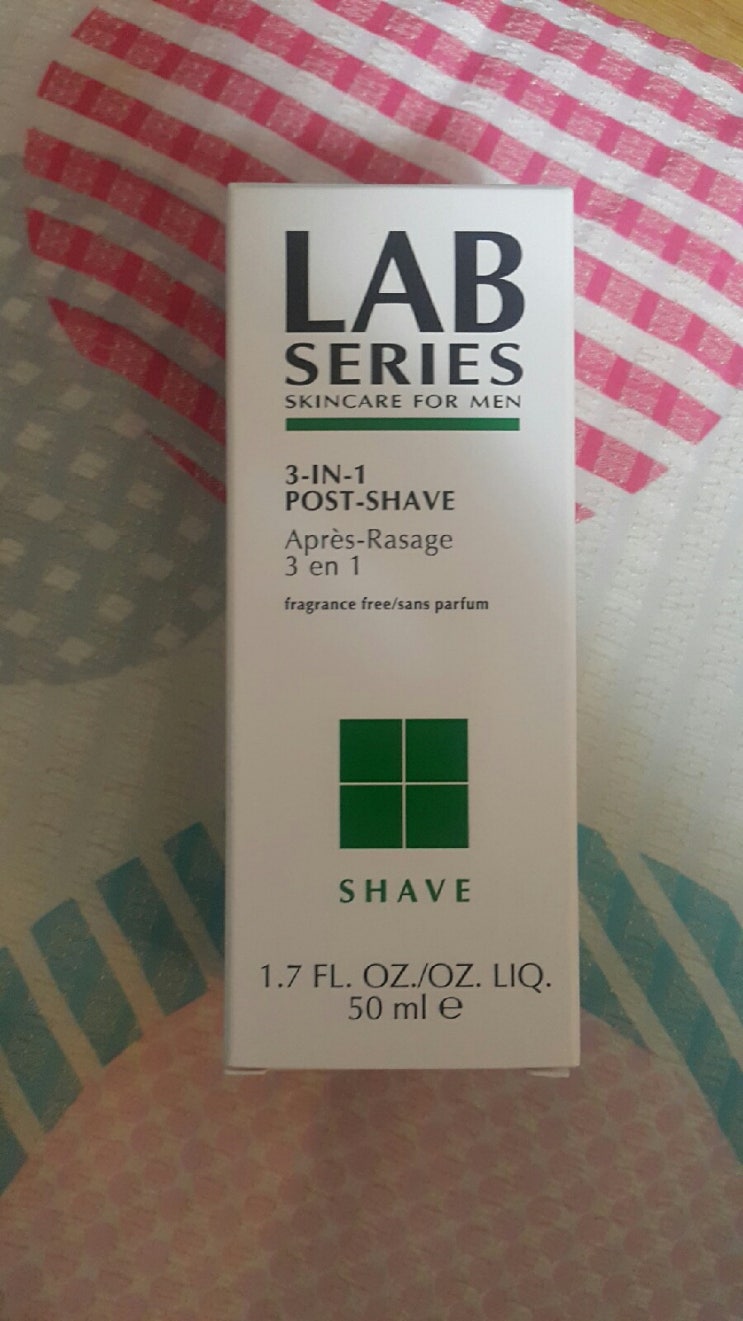 LAB
SERIES
SKINCARE FOR MEN
3-IN-1
POST-SHAVE
Après-Rasage
3 en 1
fragrance free/sans parfum
SHAVE
1.7 FL. OZ./OZ. LIQ.
50 ml ℮